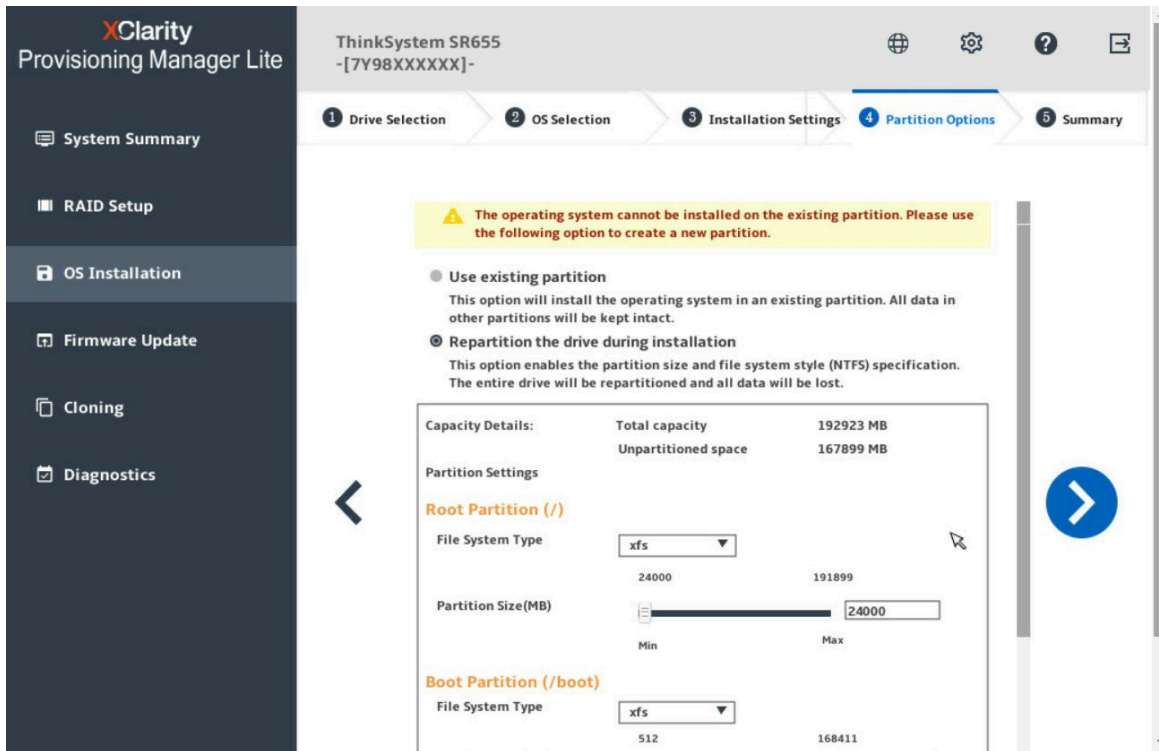 XClarity
Provisioning Manager Lite
System Summary
RAID Setup
OS Installation
Firmware Update
Cloning
Diagnostics
ThinkSystem SR655
-[7Y98XXXXXX]-
1 Drive Selection
2 OS Selection
3 Installation Settings
4 Partition Options
5 Summary
The operating system cannot be installed on the existing partition. Please use
the following option to create a new partition.
Use existing partition
This option will install the operating system in an existing partition. All data in
other partitions will be kept intact.
Repartition the drive during installation
This option enables the partition size and file system style (NTFS) specification.
The entire drive will be repartitioned and all data will be lost.
Capacity Details: Total capacity 192923 MB
Unpartitioned space 167899 MB
Partition Settings
Root Partition (/)
File System Type xfs
24000 191899
Partition Size(MB) 24000
Min Max
Boot Partition (/boot)
File System Type xfs
512 168411